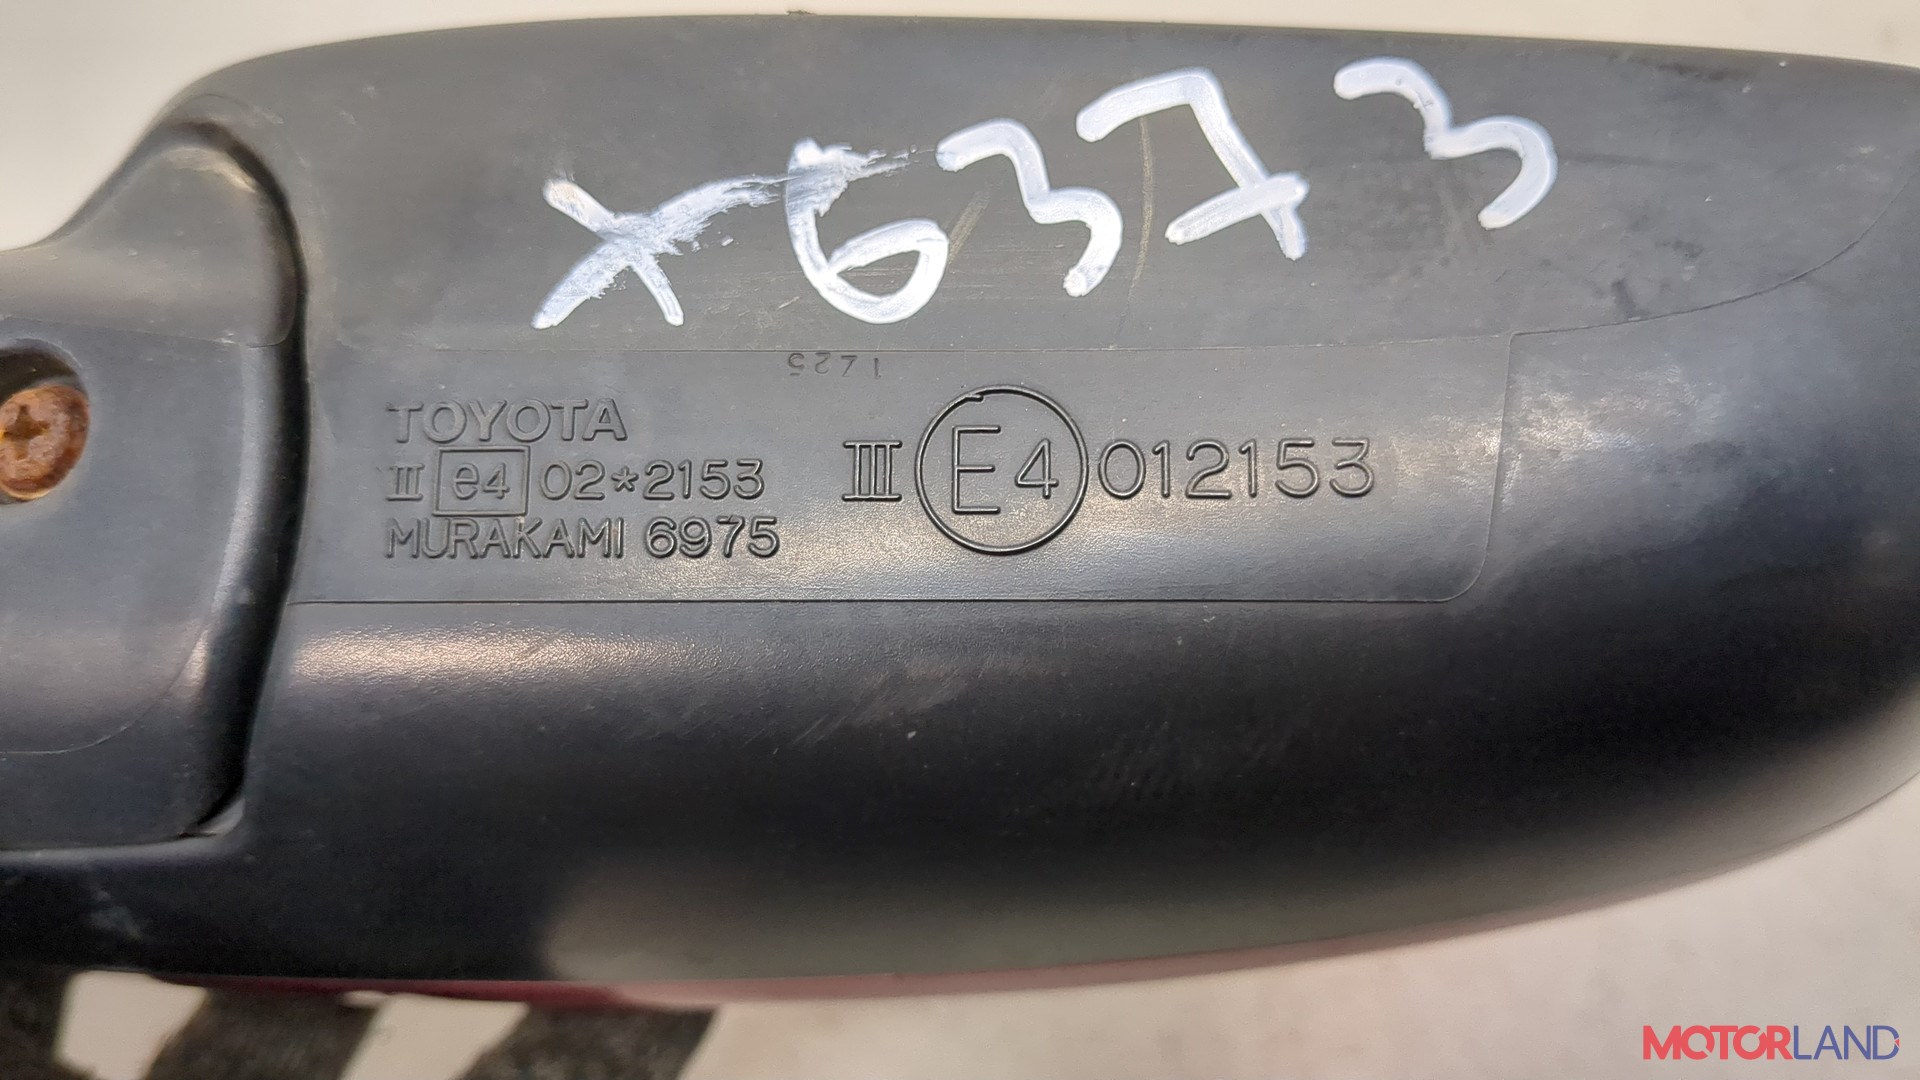 x6373
1425
TOYOTA
II e4 02*2153
III E4 012153
MURAKAMI 6975
MOTORLAND